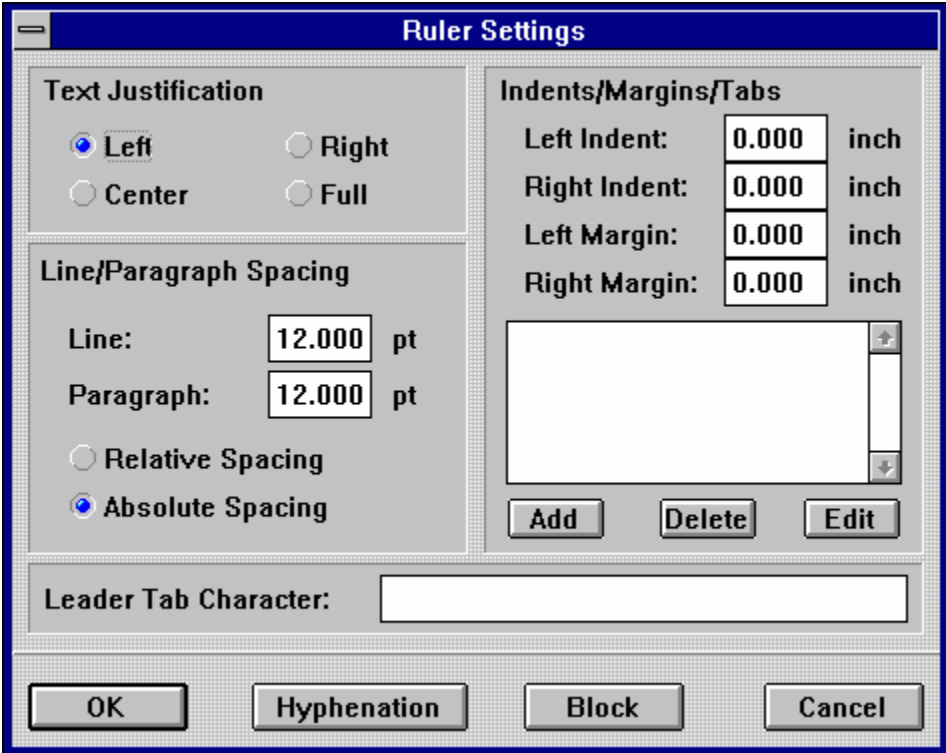 Ruler Settings
Text Justification
Left
Right
Center
Full
Line/Paragraph Spacing
Line: 12.000 pt
Paragraph: 12.000 pt
Relative Spacing
Absolute Spacing
Indents/Margins/Tabs
Left Indent: 0.000 inch
Right Indent: 0.000 inch
Left Margin: 0.000 inch
Right Margin: 0.000 inch
Add Delete Edit
Leader Tab Character:
OK Hyphenation Block Cancel